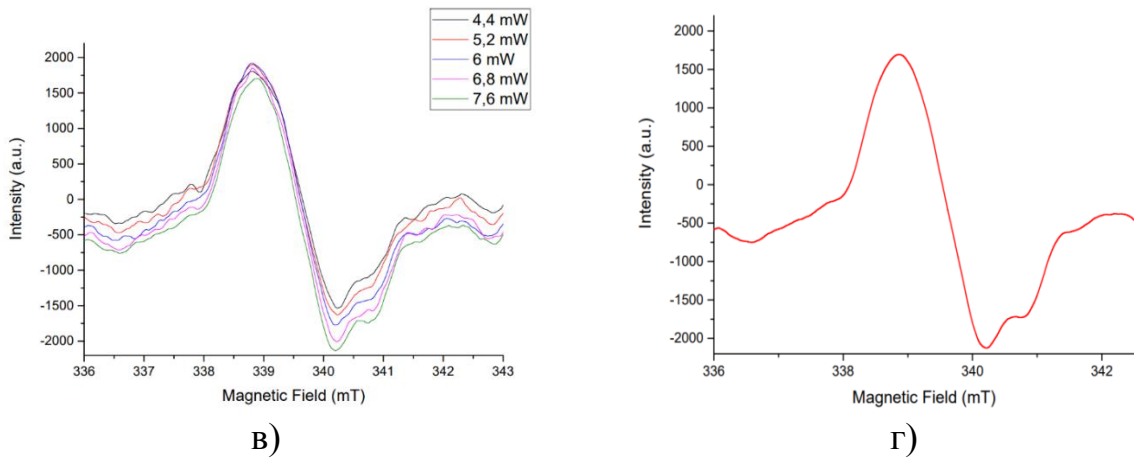 4,4 mW
5,2 mW
6 mW
6,8 mW
7,6 mW
2000
1500
1000
500
0
-500
-1000
-1500
-2000
Intensity (a.u.)
336 337 338 339 340 341 342 343
Magnetic Field (mT)
в)
2000
1500
1000
500
0
-500
-1000
-1500
-2000
Intensity (a.u.)
336 338 340 342
Magnetic Field (mT)
г)